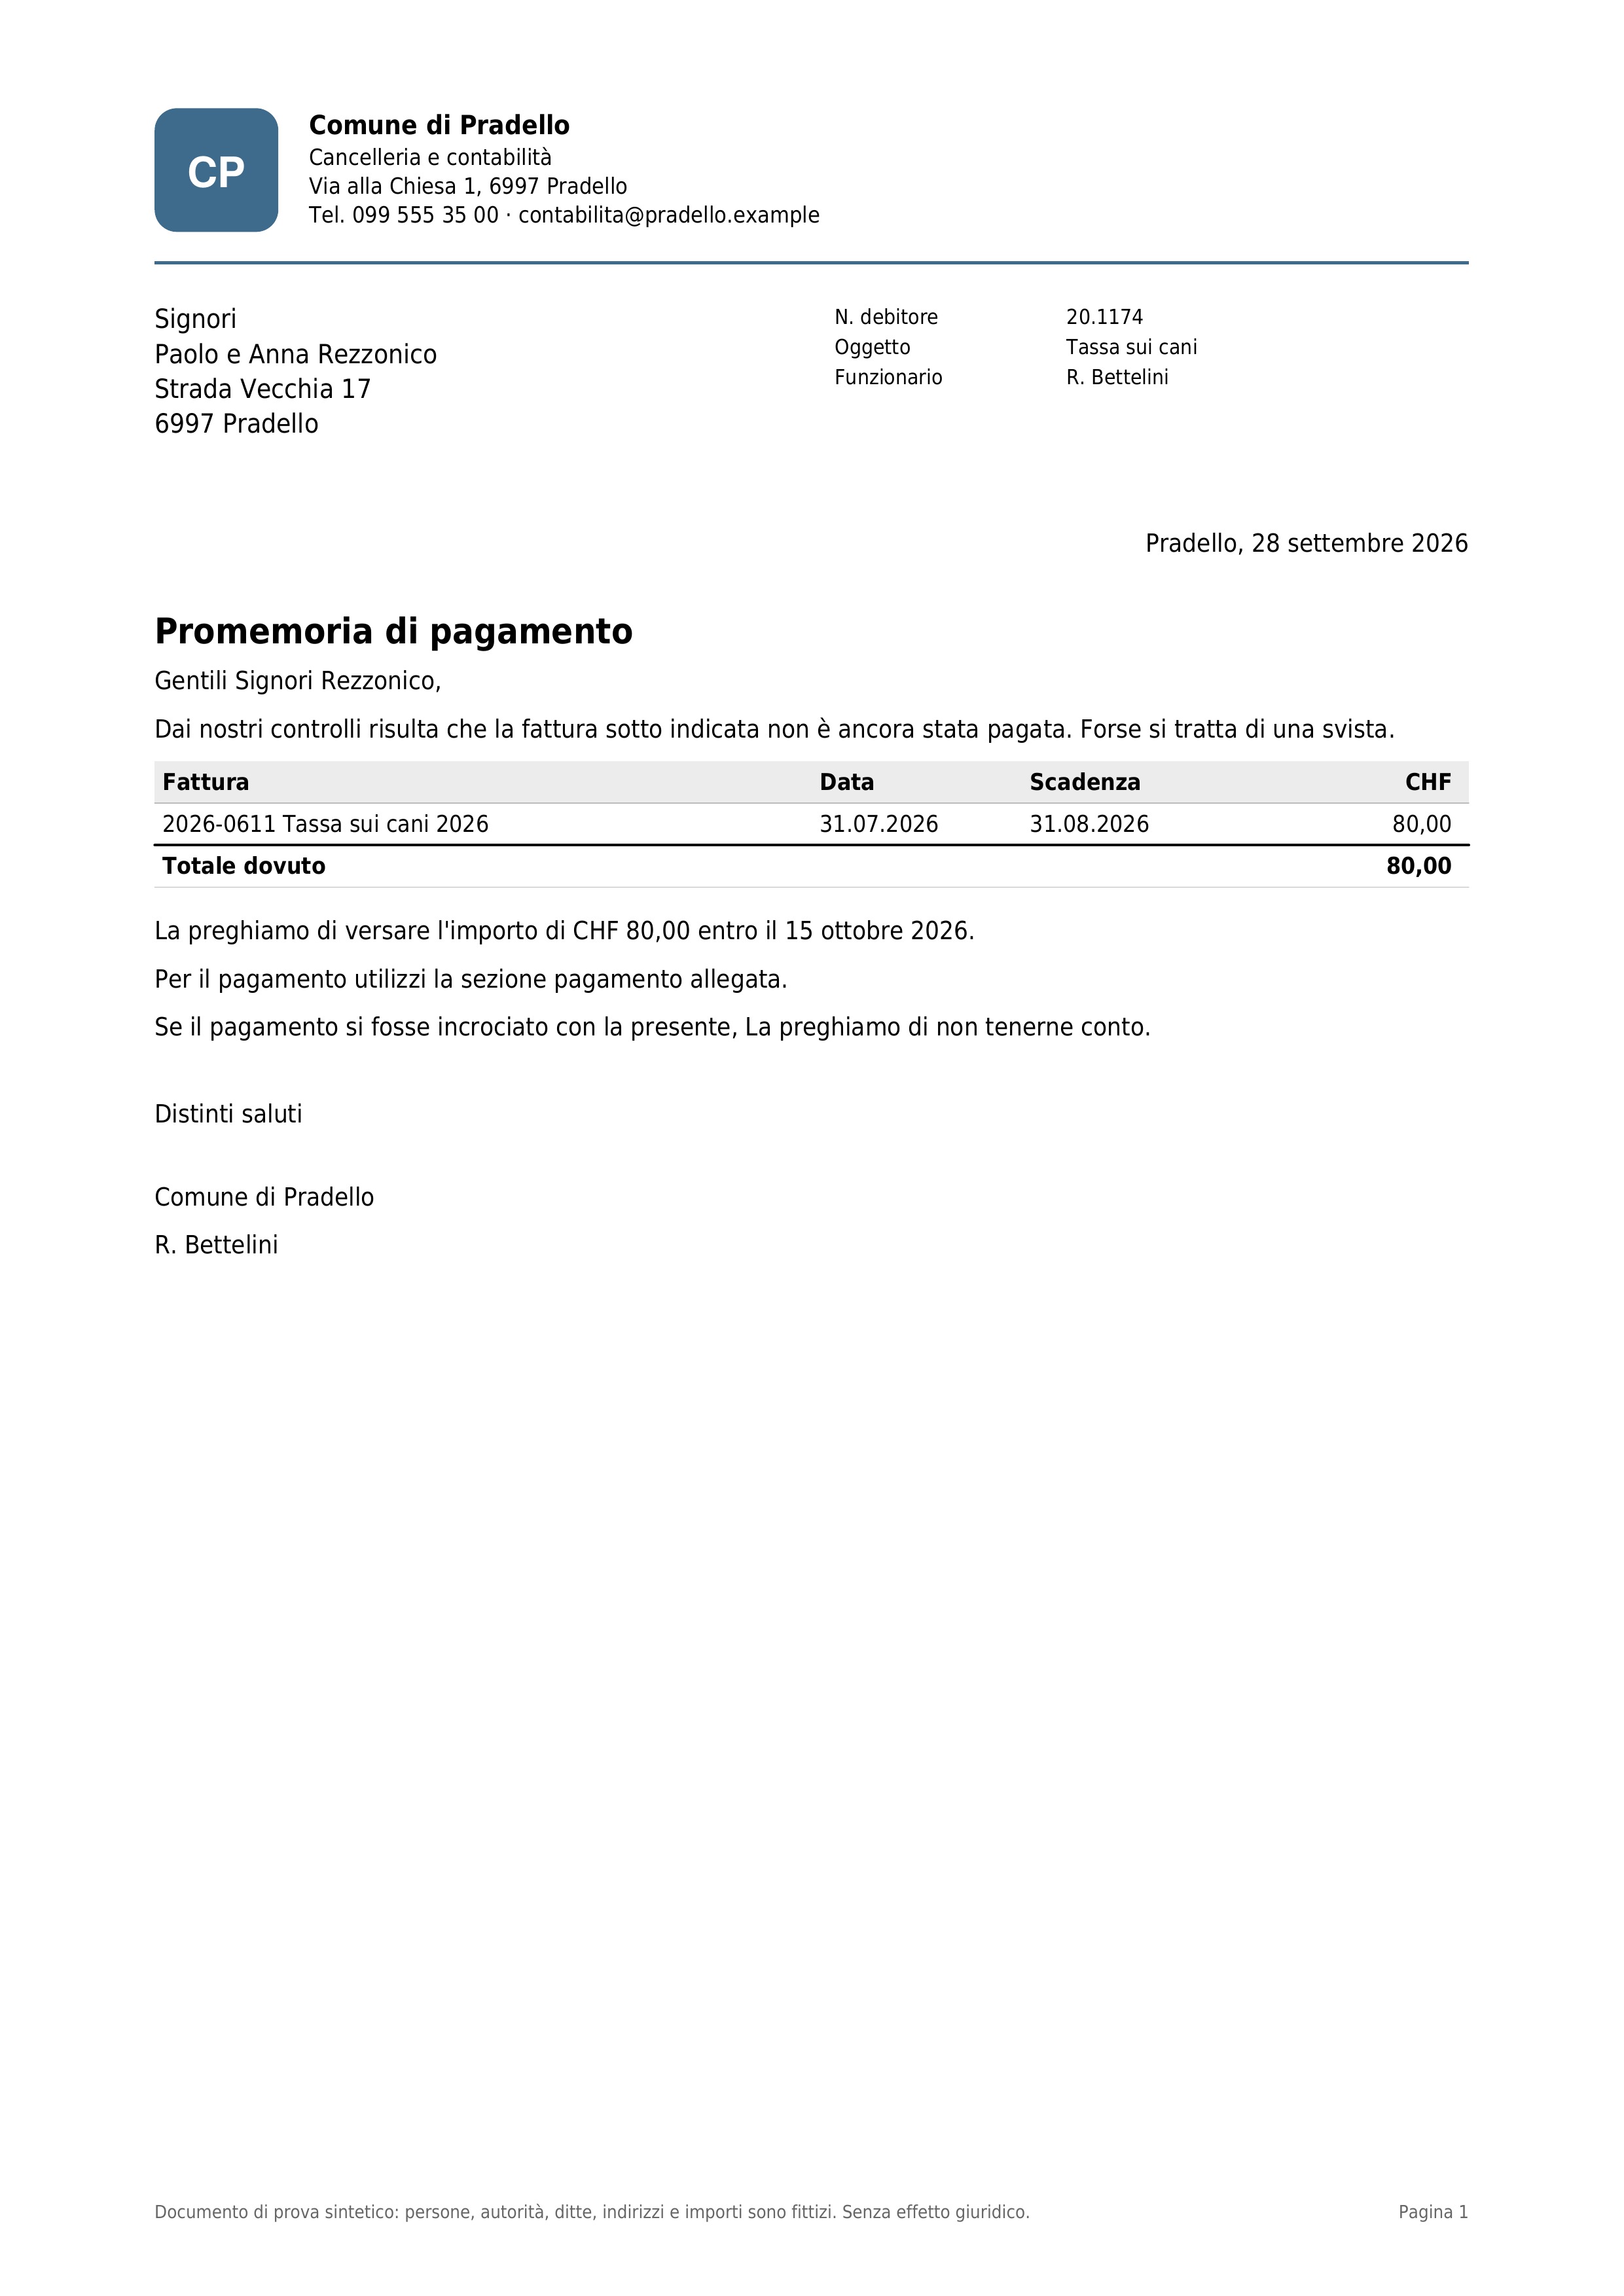 CP
Comune di Pradello
Cancelleria e contabilità
Via alla Chiesa 1, 6997 Pradello
Tel. 099 555 35 00 · contabilita@pradello.example
Signori
Paolo e Anna Rezzonico
Strada Vecchia 17
6997 Pradello
N. debitore 20.1174
Oggetto Tassa sui cani
Funzionario R. Bettelini
Pradello, 28 settembre 2026
Promemoria di pagamento
Gentili Signori Rezzonico,
Dai nostri controlli risulta che la fattura sotto indicata non è ancora stata pagata. Forse si tratta di una svista.
Fattura Data Scadenza CHF
2026-0611 Tassa sui cani 2026 31.07.2026 31.08.2026 80,00
Totale dovuto 80,00
La preghiamo di versare l'importo di CHF 80,00 entro il 15 ottobre 2026.
Per il pagamento utilizzi la sezione pagamento allegata.
Se il pagamento si fosse incrociato con la presente, La preghiamo di non tenerne conto.
Distinti saluti
Comune di Pradello
R. Bettelini
Documento di prova sintetico: persone, autorità, ditte, indirizzi e importi sono fittizi. Senza effetto giuridico. Pagina 1